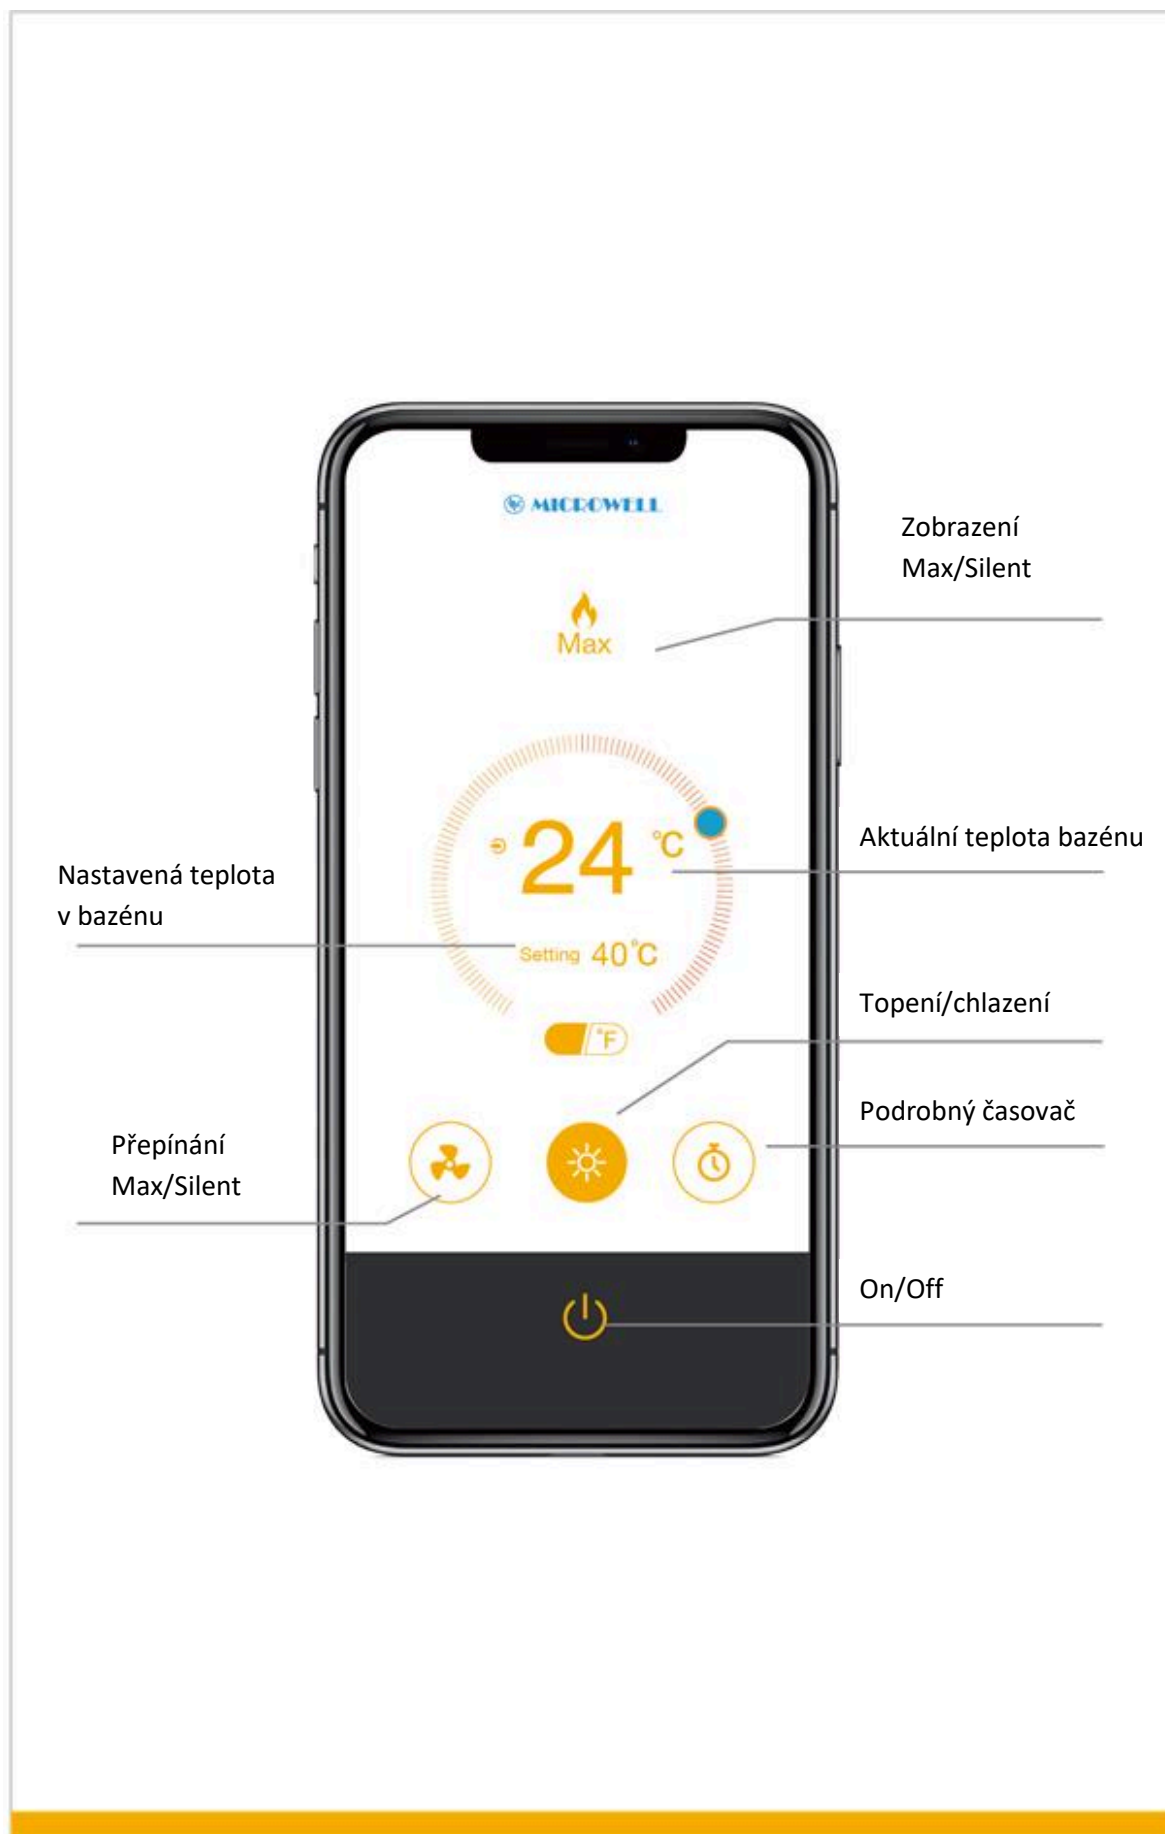 MICROWELL
Zobrazení
Max/Silent
Max
24 °C
Aktuální teplota bazénu
Nastavená teplota
v bazénu
Setting 40°C
°F
Topení/chlazení
Podrobný časovač
Přepínání
Max/Silent
On/Off